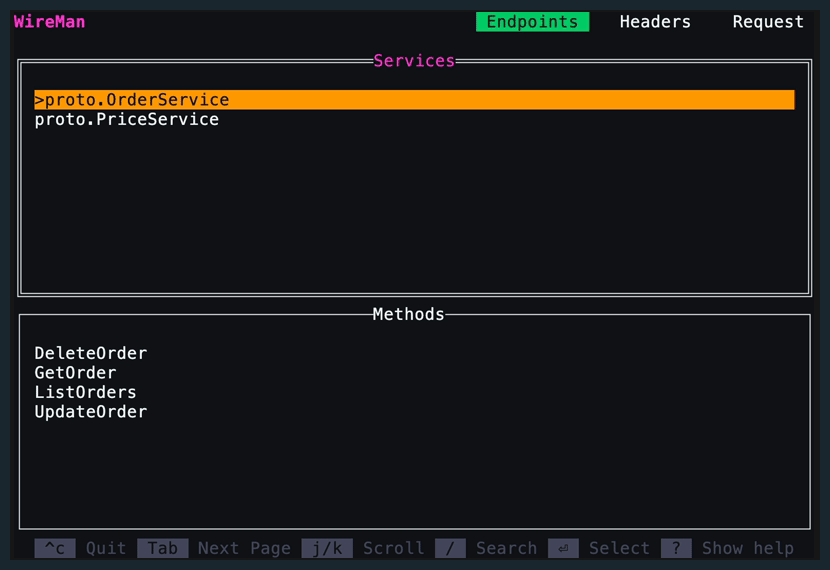 WireMan Endpoints Headers Request
Services
>proto.OrderService
proto.PriceService
Methods
DeleteOrder
GetOrder
ListOrders
UpdateOrder
^c Quit Tab Next Page j/k Scroll / Search ⏎ Select ? Show help